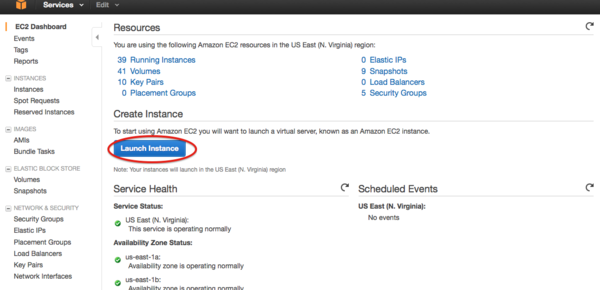 Services
Edit
EC2 Dashboard
Events
Tags
Reports
INSTANCES
Instances
Spot Requests
Reserved Instances
IMAGES
AMIs
Bundle Tasks
ELASTIC BLOCK STORE
Volumes
Snapshots
NETWORK & SECURITY
Security Groups
Elastic IPs
Placement Groups
Load Balancers
Key Pairs
Network Interfaces
Resources
You are using the following Amazon EC2 resources in the US East (N. Virginia) region:
39 Running Instances
41 Volumes
10 Key Pairs
0 Placement Groups
0 Elastic IPs
9 Snapshots
0 Load Balancers
5 Security Groups
Create Instance
To start using Amazon EC2 you will want to launch a virtual server, known as an Amazon EC2 instance.
Launch Instance
Note: Your instances will launch in the US East (N. Virginia) region
Service Health
Service Status:
US East (N. Virginia):
This service is operating normally
Availability Zone Status:
us-east-1a:
Availability zone is operating normally
us-east-1b:
Availability zone is operating normally
Scheduled Events
US East (N. Virginia):
No events